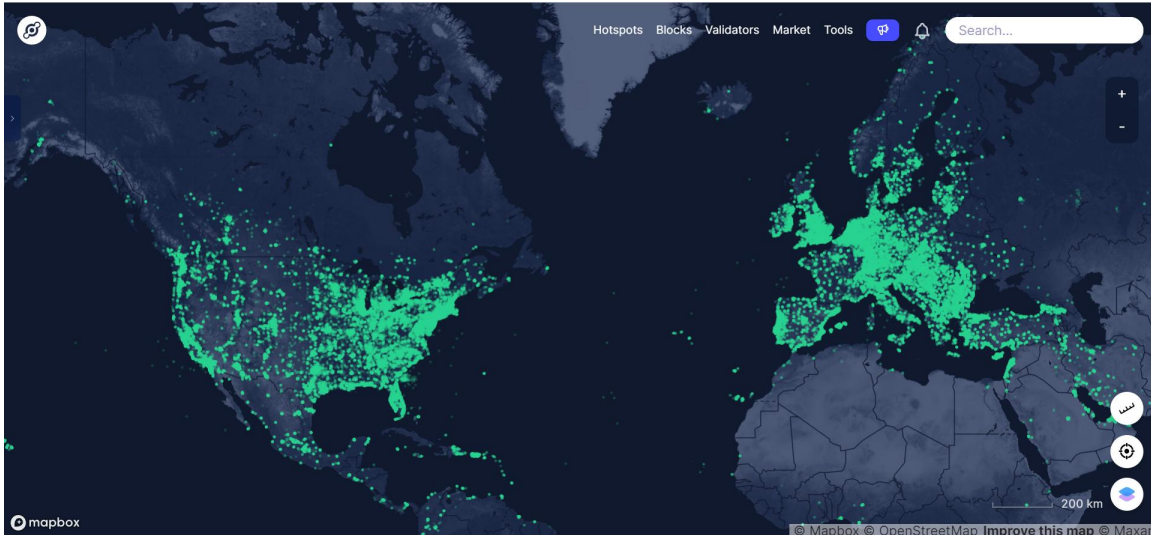 Hotspots Blocks Validators Market Tools Search...
+
-
200 km
mapbox
© Mapbox © OpenStreetMap Improve this map © Maxar